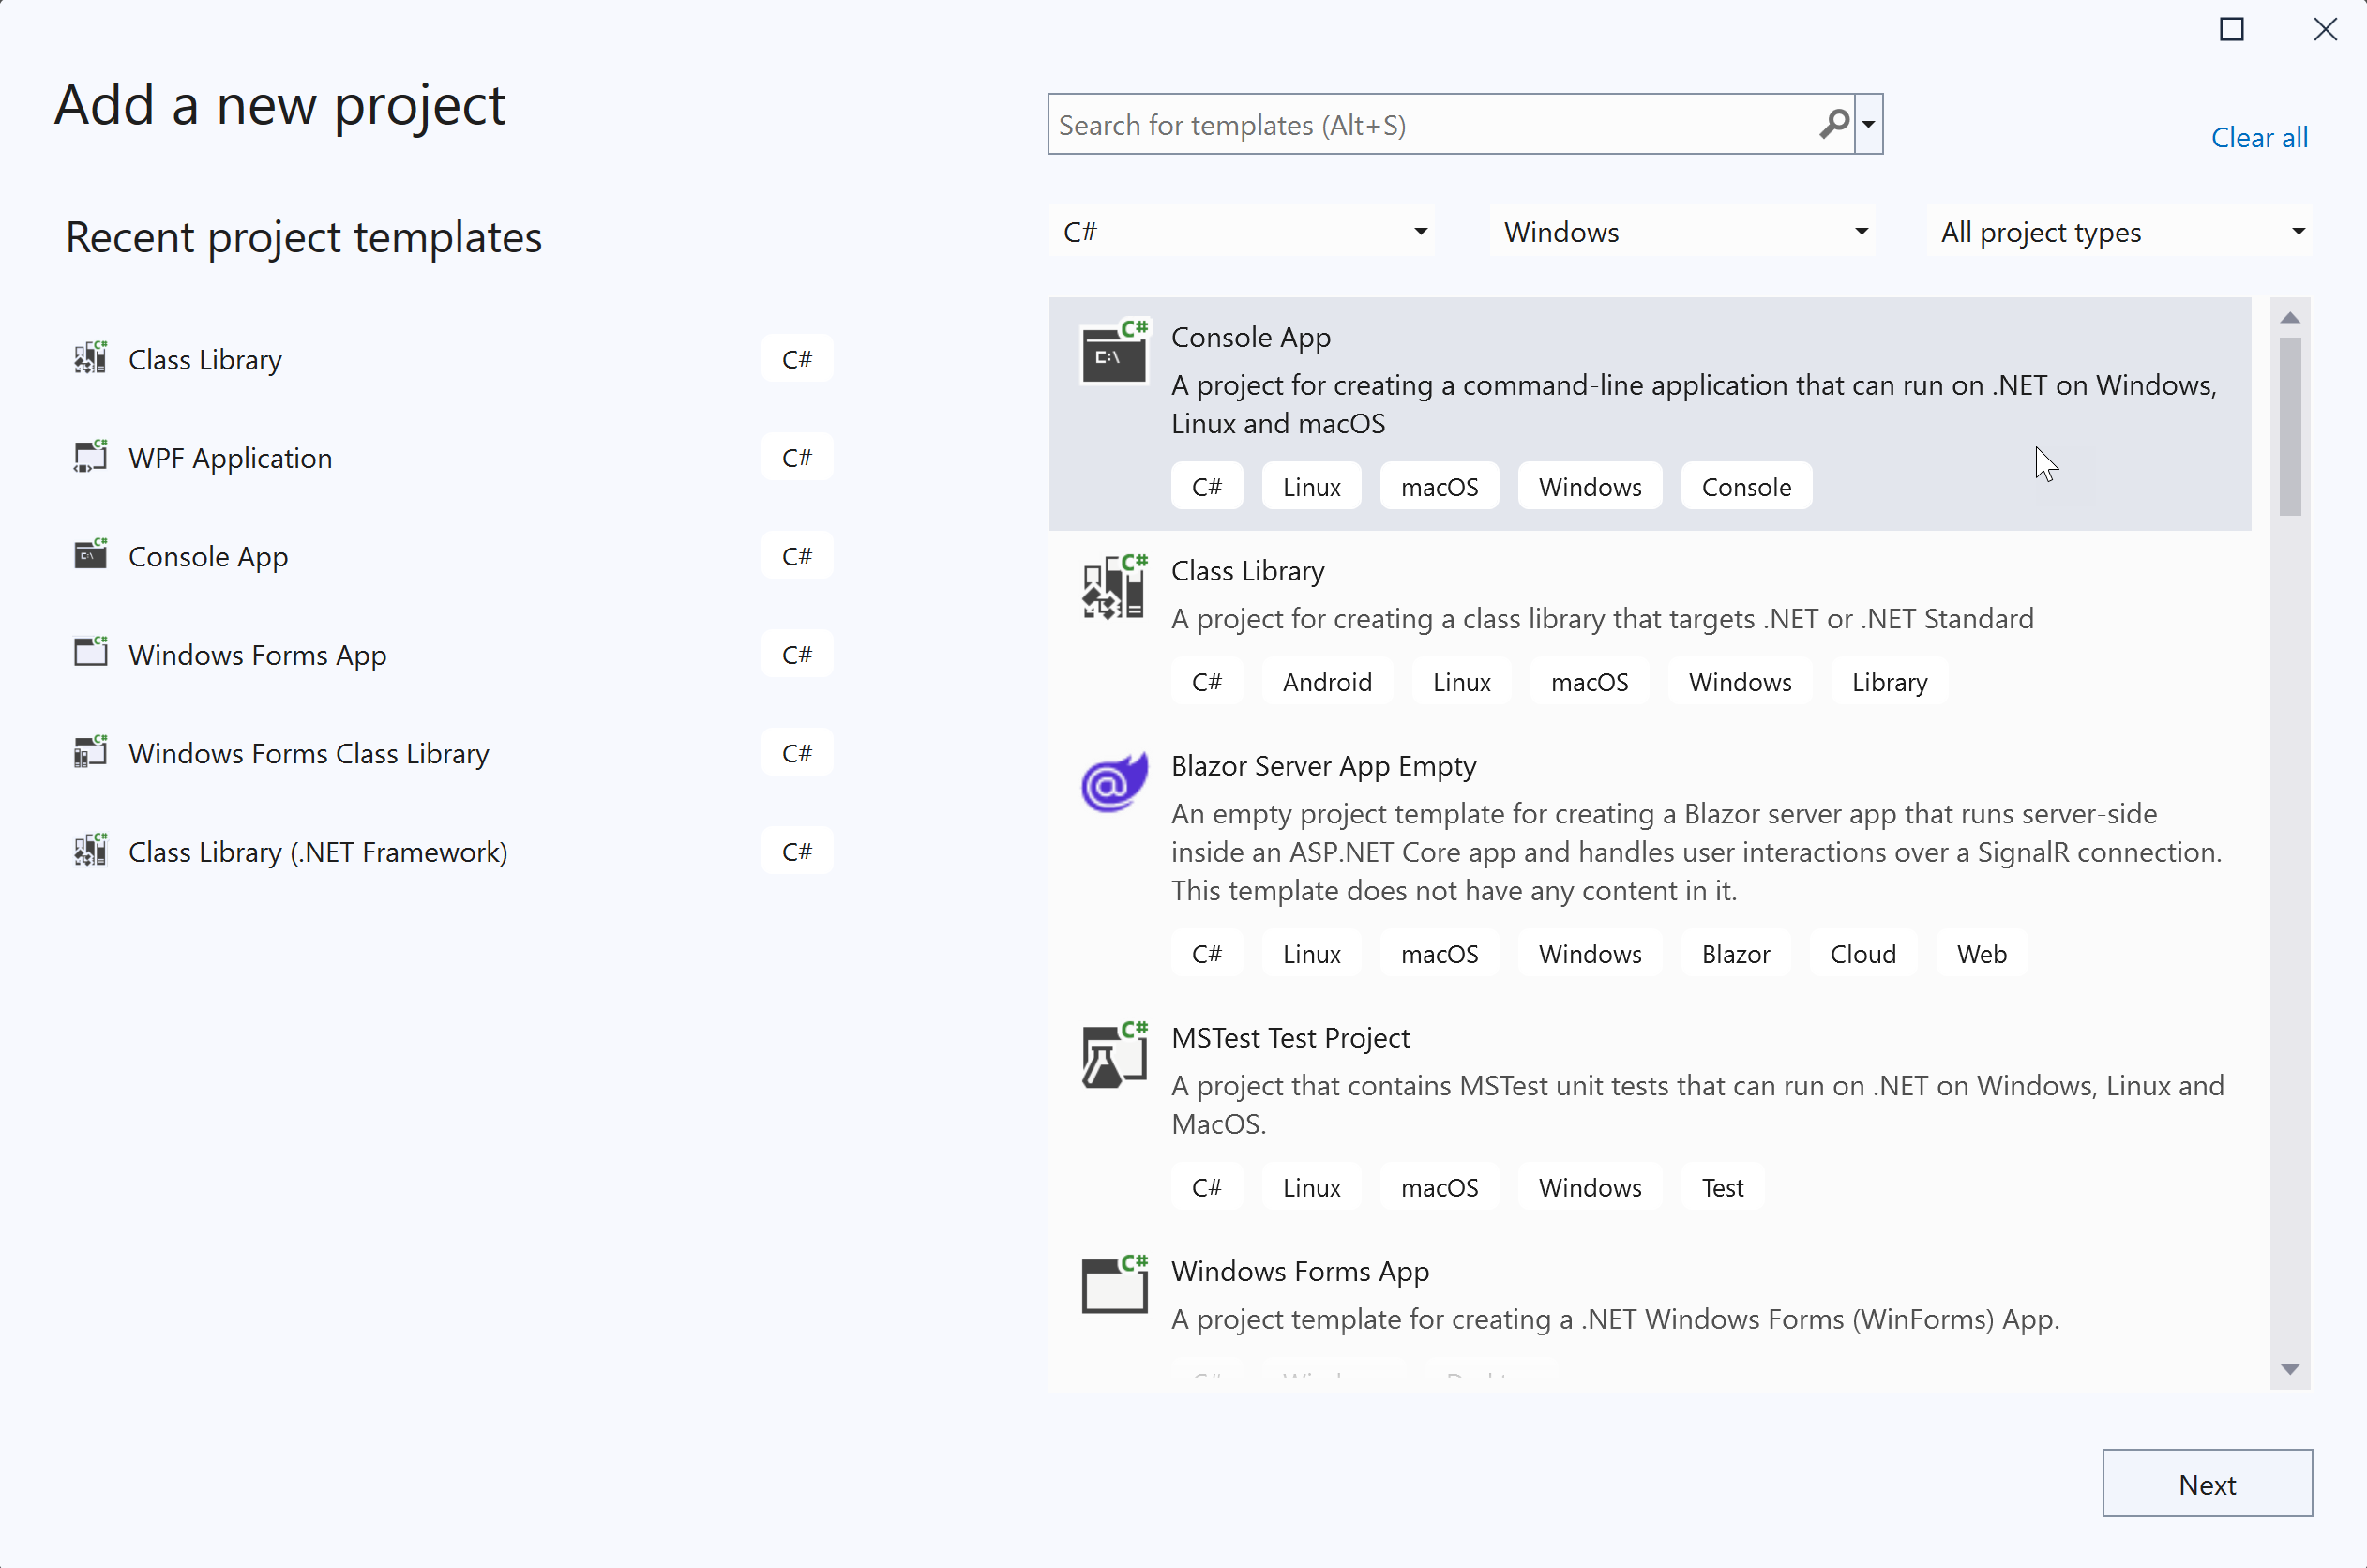 Add a new project
Search for templates (Alt+S)
Clear all
Recent project templates
C#
Windows
All project types
Class Library
C#
WPF Application
C#
Console App
C#
Windows Forms App
C#
Windows Forms Class Library
C#
Class Library (.NET Framework)
C#
Console App
A project for creating a command-line application that can run on .NET on Windows,
Linux and macOS
C# Linux macOS Windows Console
Class Library
A project for creating a class library that targets .NET or .NET Standard
C# Android Linux macOS Windows Library
Blazor Server App Empty
An empty project template for creating a Blazor server app that runs server-side
inside an ASP.NET Core app and handles user interactions over a SignalR connection.
This template does not have any content in it.
C# Linux macOS Windows Blazor Cloud Web
MSTest Test Project
A project that contains MSTest unit tests that can run on .NET on Windows, Linux and
MacOS.
C# Linux macOS Windows Test
Windows Forms App
A project template for creating a .NET Windows Forms (WinForms) App.
Next